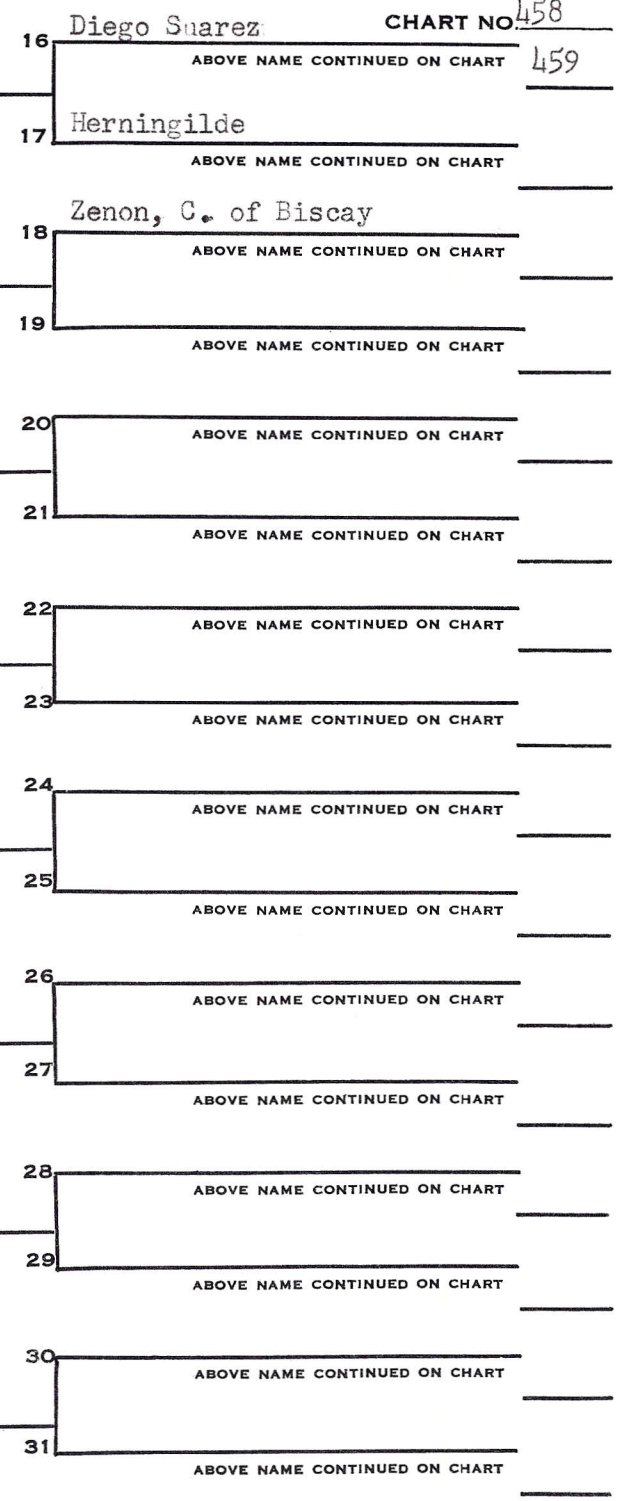 Diego Suarez CHART NO. 458
16
ABOVE NAME CONTINUED ON CHART 459
Herningilde
17
ABOVE NAME CONTINUED ON CHART
Zenon, C. of Biscay
18
ABOVE NAME CONTINUED ON CHART
19
ABOVE NAME CONTINUED ON CHART
20
ABOVE NAME CONTINUED ON CHART
21
ABOVE NAME CONTINUED ON CHART
22
ABOVE NAME CONTINUED ON CHART
23
ABOVE NAME CONTINUED ON CHART
24
ABOVE NAME CONTINUED ON CHART
25
ABOVE NAME CONTINUED ON CHART
26
ABOVE NAME CONTINUED ON CHART
27
ABOVE NAME CONTINUED ON CHART
28
ABOVE NAME CONTINUED ON CHART
29
ABOVE NAME CONTINUED ON CHART
30
ABOVE NAME CONTINUED ON CHART
31
ABOVE NAME CONTINUED ON CHART